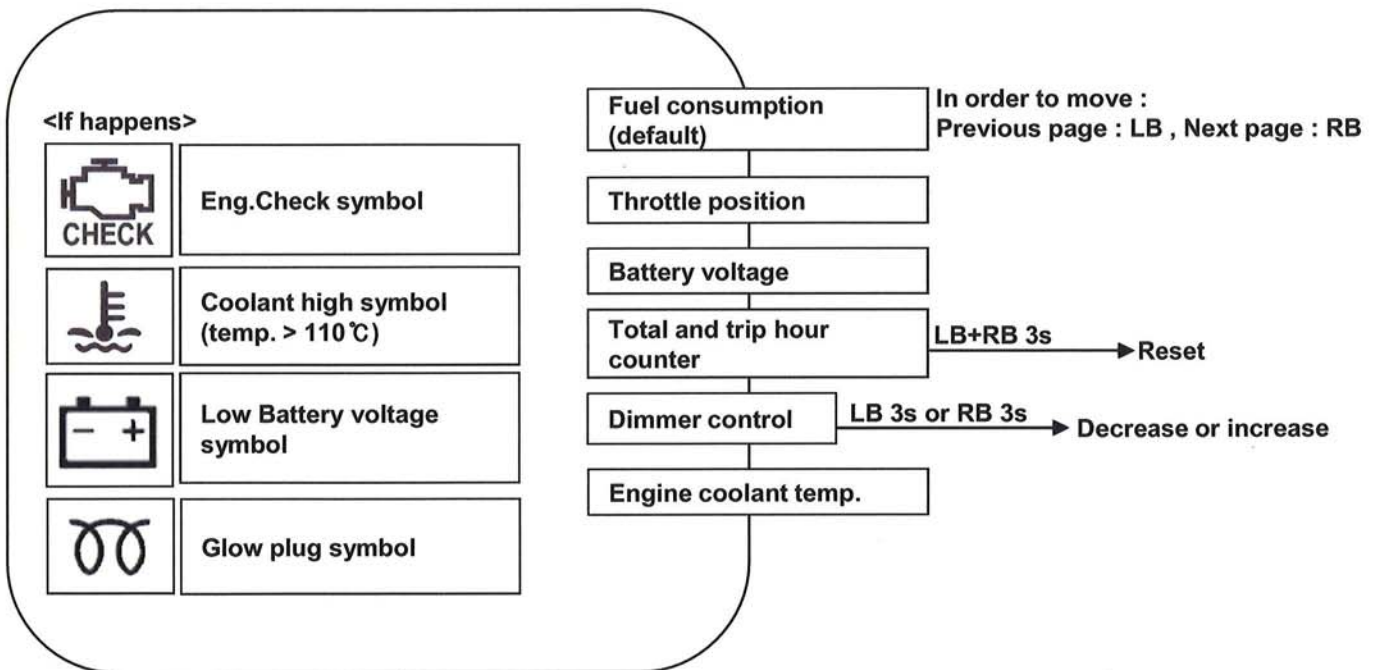 <If happens>
CHECK
Eng.Check symbol
Coolant high symbol
(temp. > 110℃)
- +
Low Battery voltage
symbol
Glow plug symbol
Fuel consumption
(default)
In order to move :
Previous page : LB , Next page : RB
Throttle position
Battery voltage
Total and trip hour
counter
LB+RB 3s
Reset
Dimmer control
LB 3s or RB 3s
Decrease or increase
Engine coolant temp.